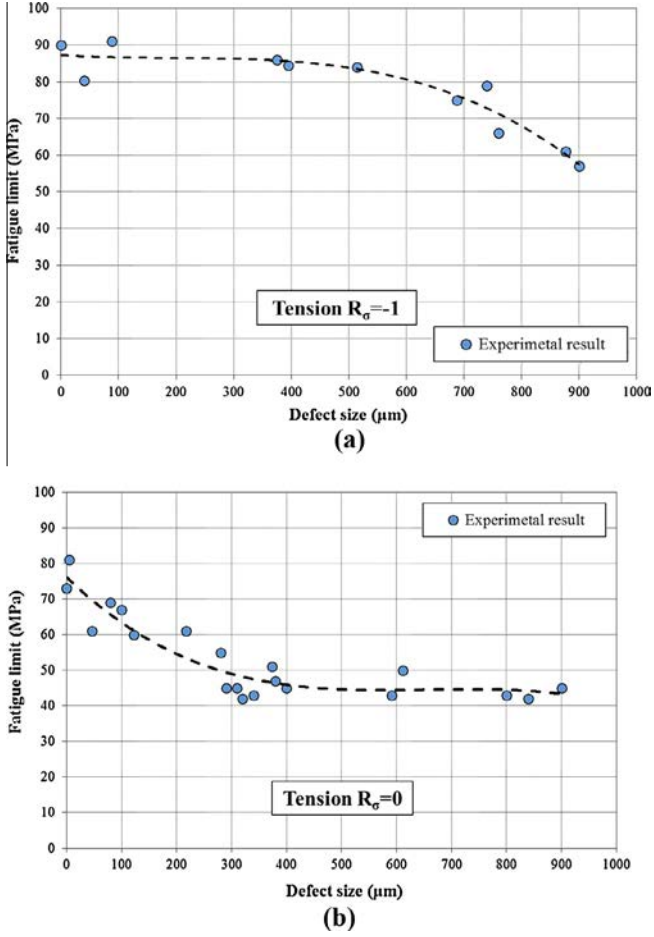 100
90
80
70
60
50
40
30
20
10
0
Fatigue limit (MPa)
Tension Rσ=-1
Experimetal result
0 100 200 300 400 500 600 700 800 900 1000
Defect size (µm)
(a)
100
90
80
70
60
50
40
30
20
10
0
Fatigue limit (MPa)
Experimetal result
Tension Rσ=0
0 100 200 300 400 500 600 700 800 900 1000
Defect size (µm)
(b)